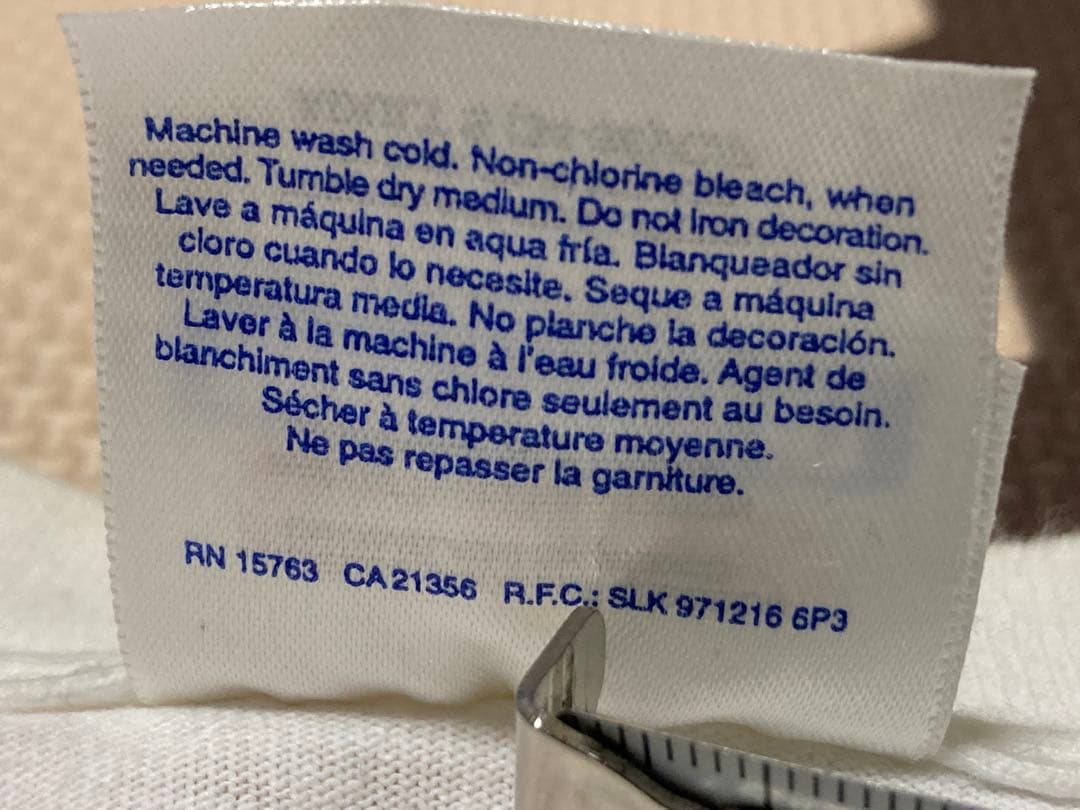 Machine wash cold. Non-chlorine bleach, when
needed. Tumble dry medium. Do not iron decoration.
Lave a máquina en aqua fría. Blanqueador sin
cloro cuando lo necesite. Seque a máquina
temperatura media. No planche la decoración.
Laver à la machine à l'eau froide. Agent de
blanchiment sans chlore seulement au besoin.
Sécher à température moyenne.
Ne pas repasser la garniture.
RN 15763 CA 21356 R.F.C.: SLK 971216 6P3